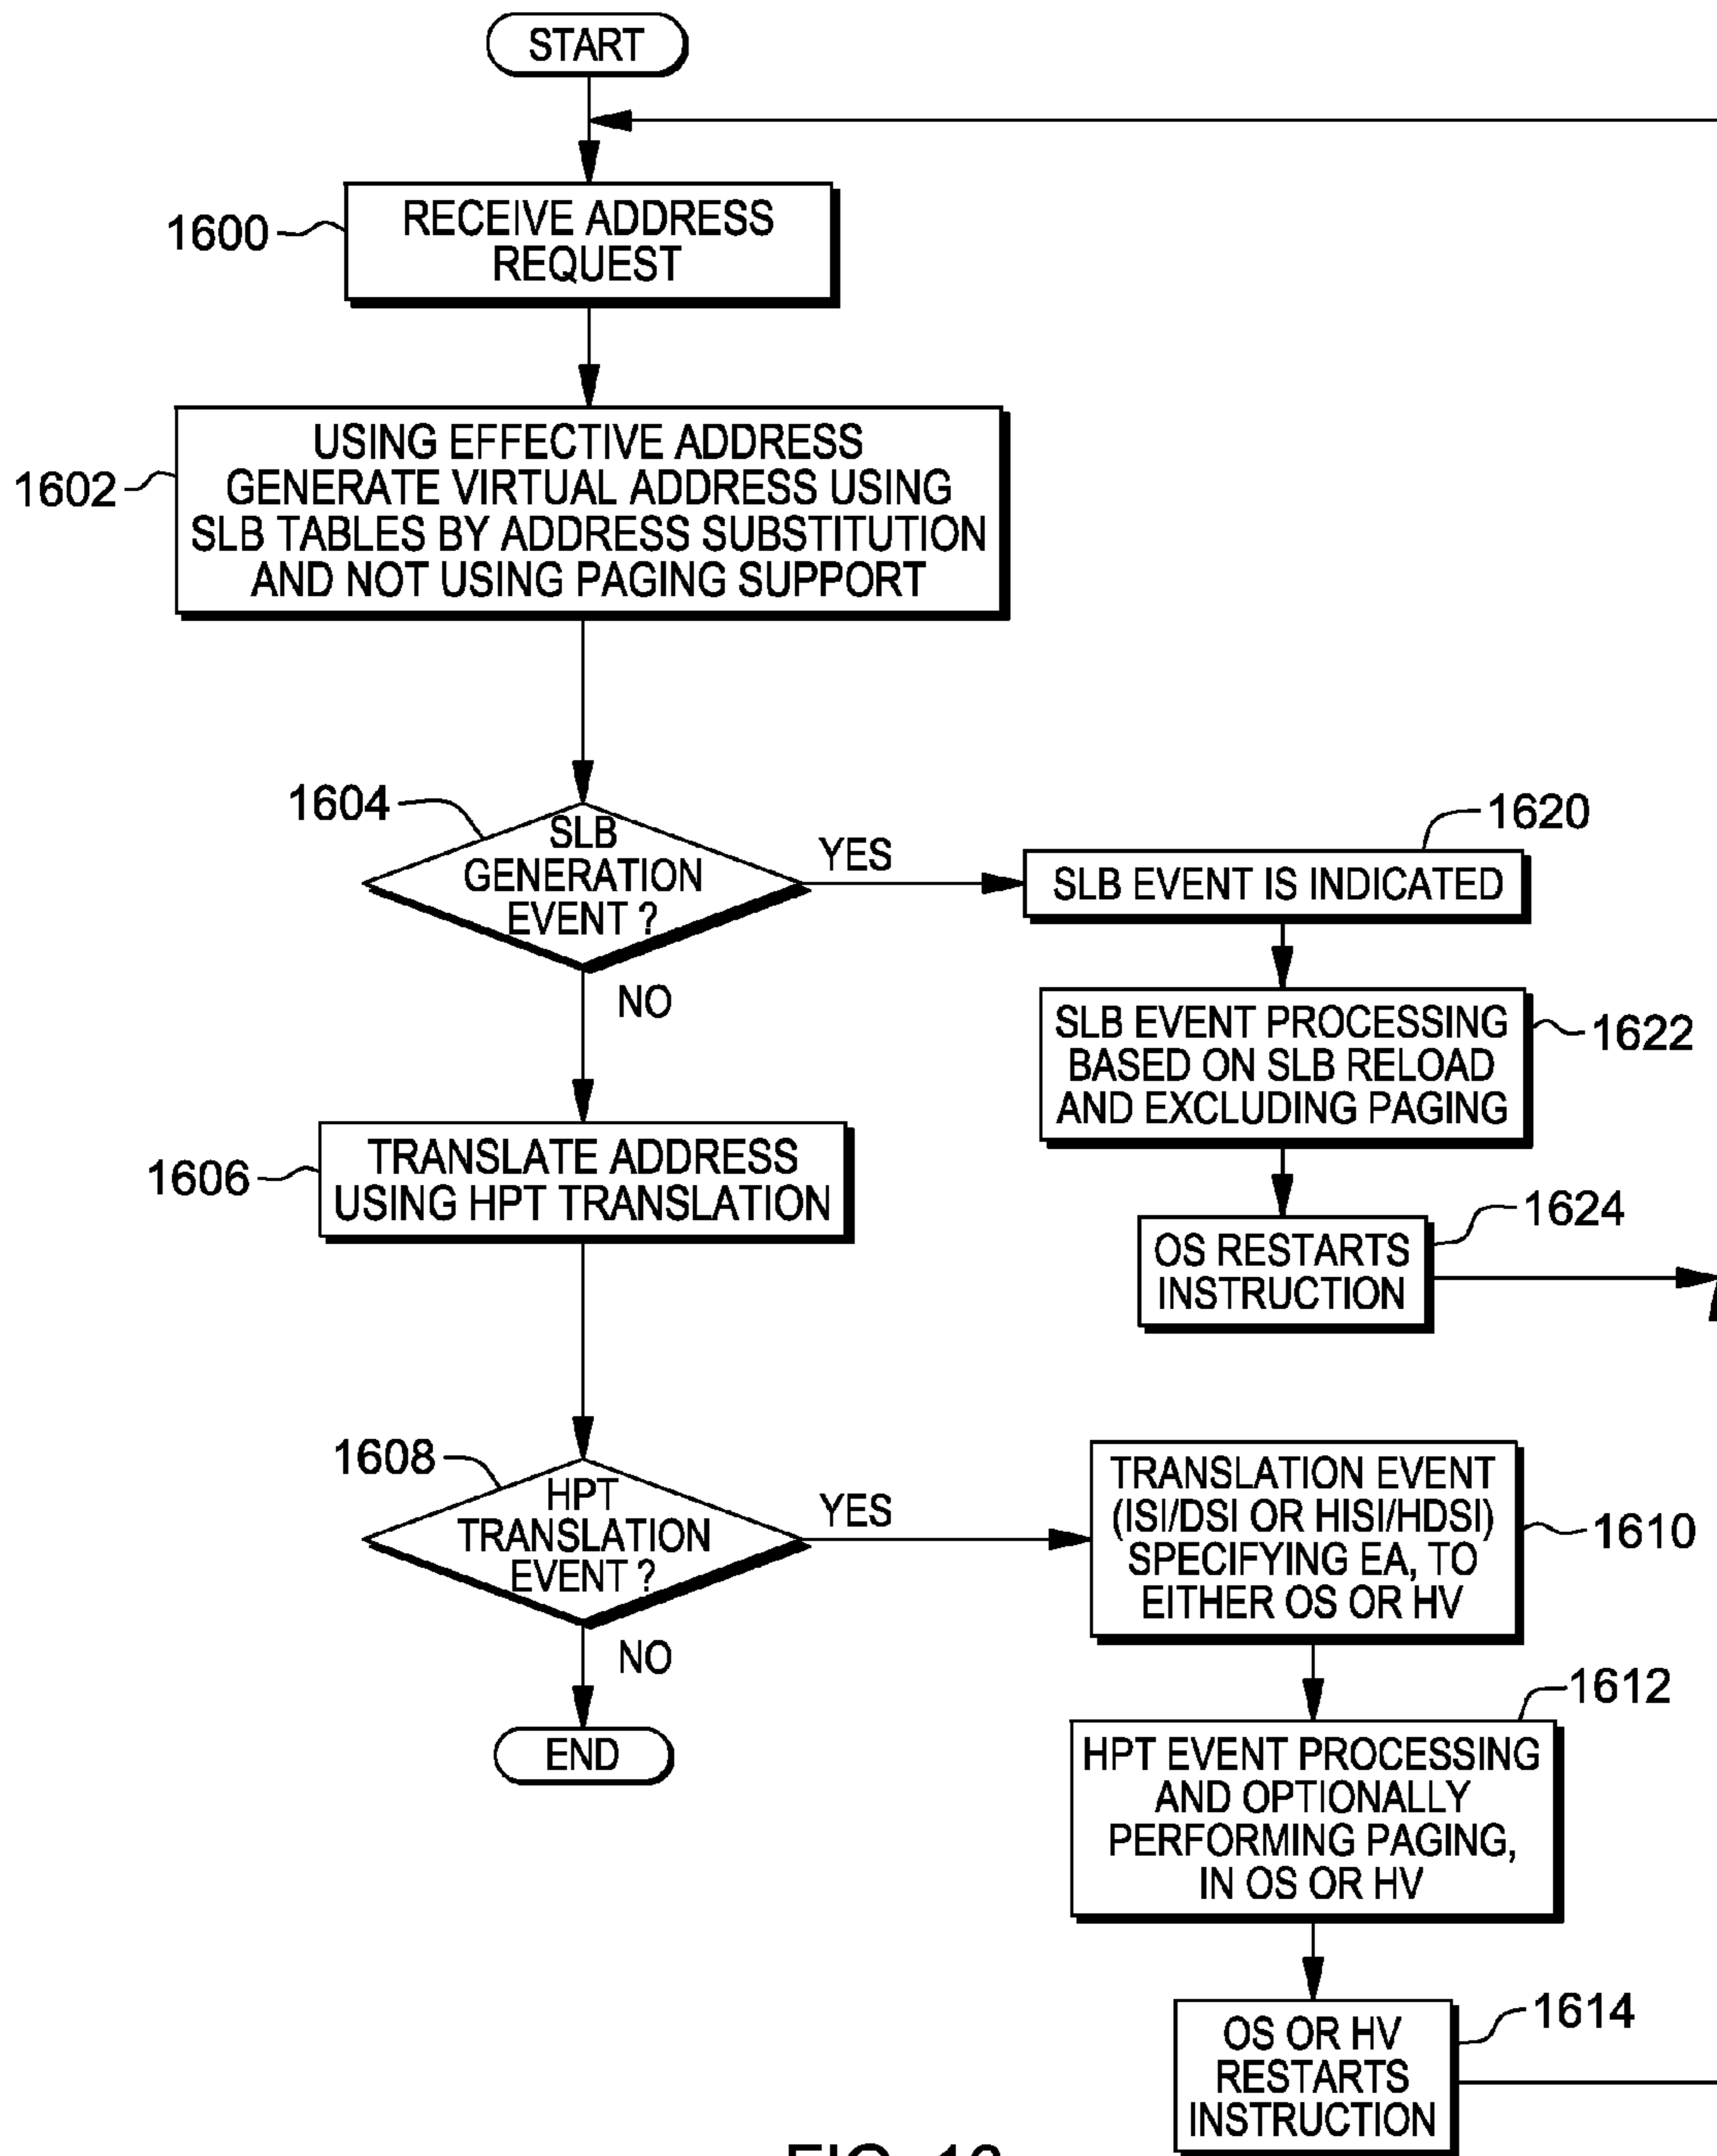 START
1600
RECEIVE ADDRESS
REQUEST
1602
USING EFFECTIVE ADDRESS
GENERATE VIRTUAL ADDRESS USING
SLB TABLES BY ADDRESS SUBSTITUTION
AND NOT USING PAGING SUPPORT
1604
SLB
GENERATION
EVENT ?
YES
NO
1620
SLB EVENT IS INDICATED
SLB EVENT PROCESSING
BASED ON SLB RELOAD
AND EXCLUDING PAGING
1622
1624
OS RESTARTS
INSTRUCTION
1606
TRANSLATE ADDRESS
USING HPT TRANSLATION
1608
HPT
TRANSLATION
EVENT ?
YES
NO
END
TRANSLATION EVENT
(ISI/DSI OR HISI/HDSI)
SPECIFYING EA, TO
EITHER OS OR HV
1610
1612
HPT EVENT PROCESSING
AND OPTIONALLY
PERFORMING PAGING,
IN OS OR HV
1614
OS OR HV
RESTARTS
INSTRUCTION
FIG. 16